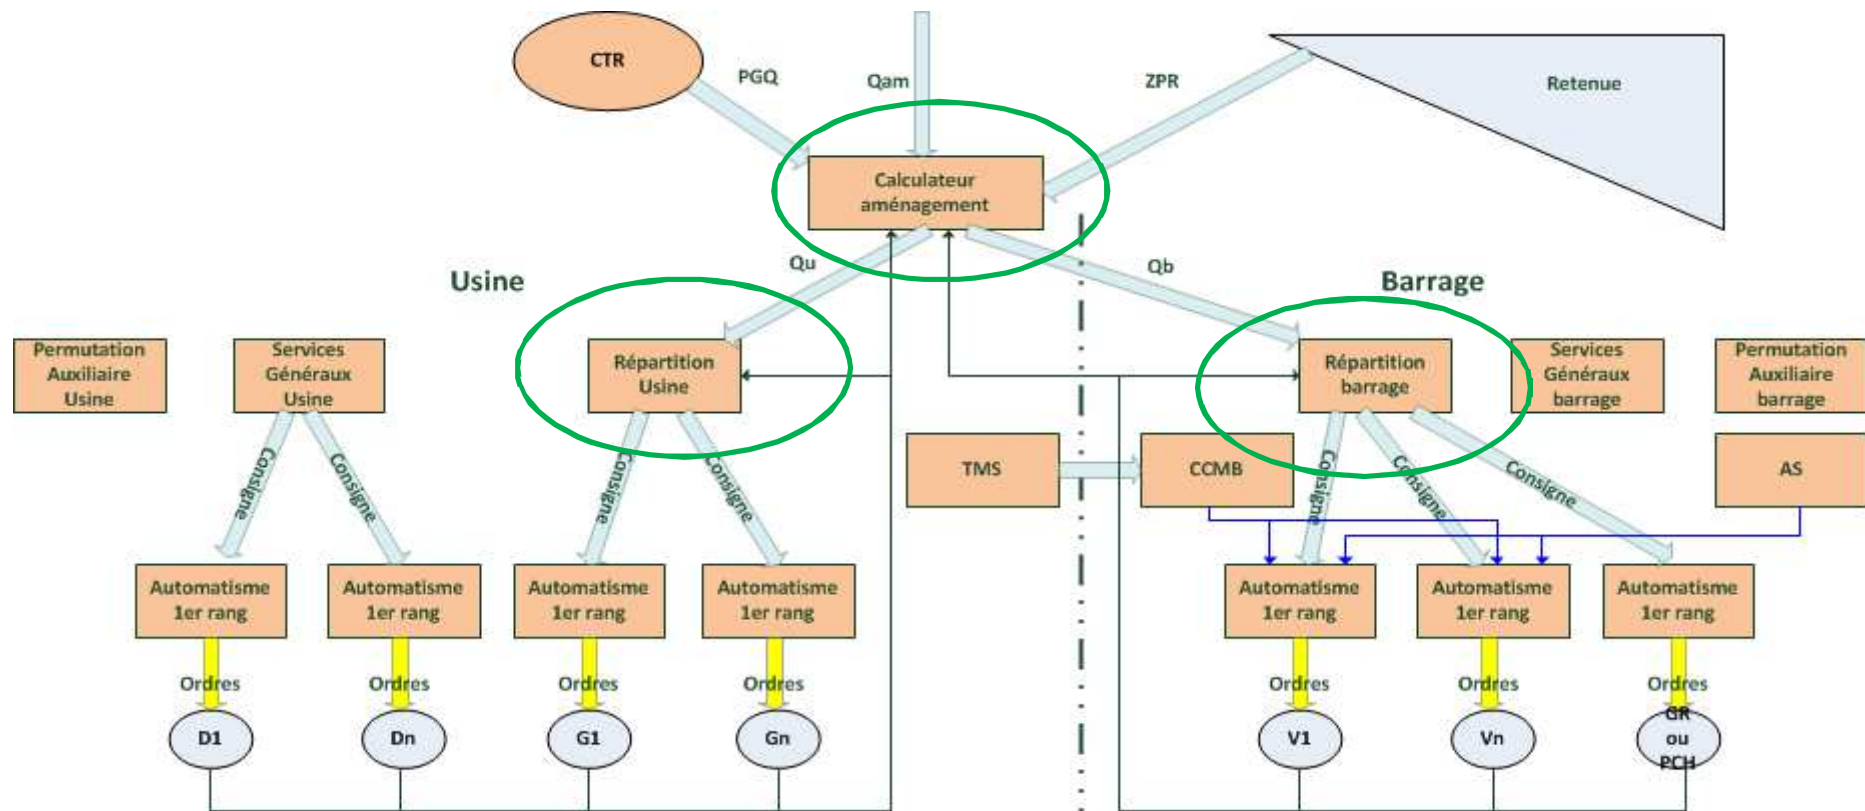 CTR
PGQ
Qam
ZPR
Retenue
Calculateur
aménagement
Qu
Qb
Usine
Barrage
Permutation
Auxiliaire
Usine
Services
Généraux
Usine
Répartition
Usine
Répartition
barrage
Services
Généraux
barrage
Permutation
Auxiliaire
barrage
TMS
CCMB
AS
Consigne
Consigne
Consigne
Consigne
Consigne
Consigne
Consigne
Automatisme
1er rang
Automatisme
1er rang
Automatisme
1er rang
Automatisme
1er rang
Automatisme
1er rang
Automatisme
1er rang
Automatisme
1er rang
Ordres
Ordres
Ordres
Ordres
Ordres
Ordres
Ordres
D1
Dn
G1
Gn
V1
Vn
GR
ou
PCH